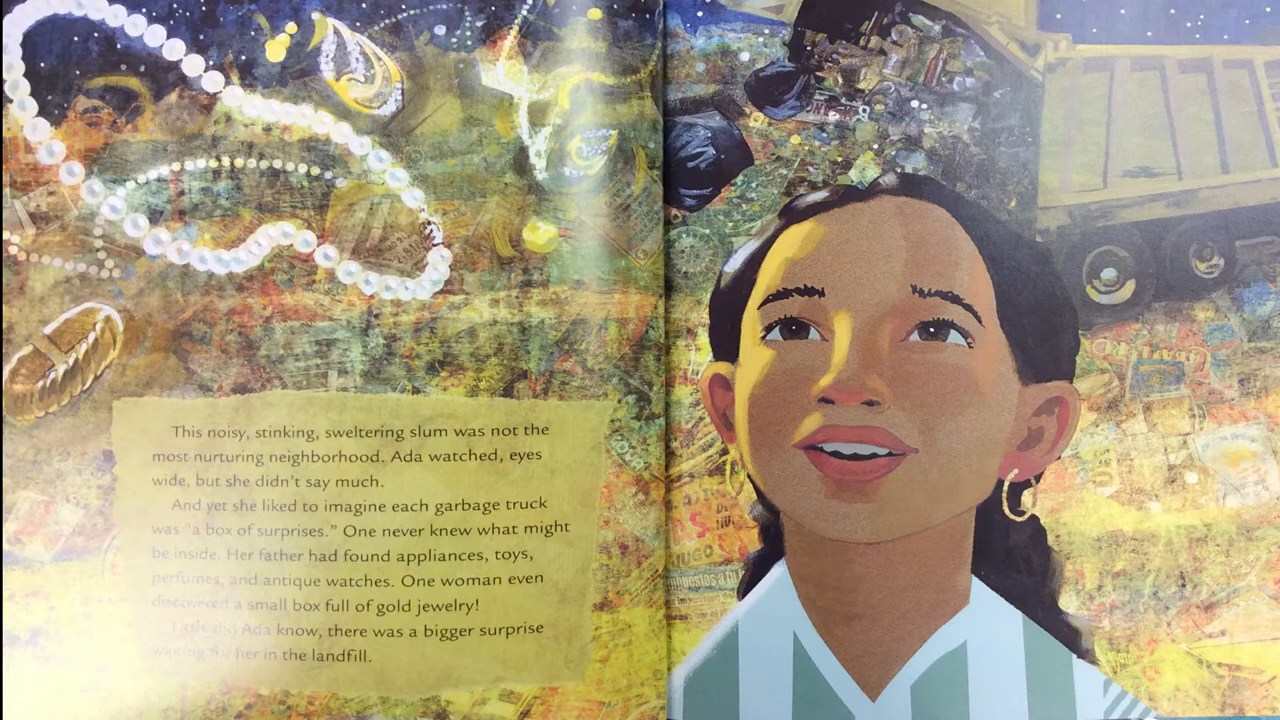 This noisy, stinking, sweltering slum was not the
most nurturing neighborhood. Ada watched, eyes
wide, but she didn't say much.
And yet she liked to imagine each garbage truck
was "a box of surprises." One never knew what might
be inside. Her father had found appliances, toys,
perfumes, and antique watches. One woman even
discovered a small box full of gold jewelry!
Little did Ada know, there was a bigger surprise
waiting for her in the landfill.